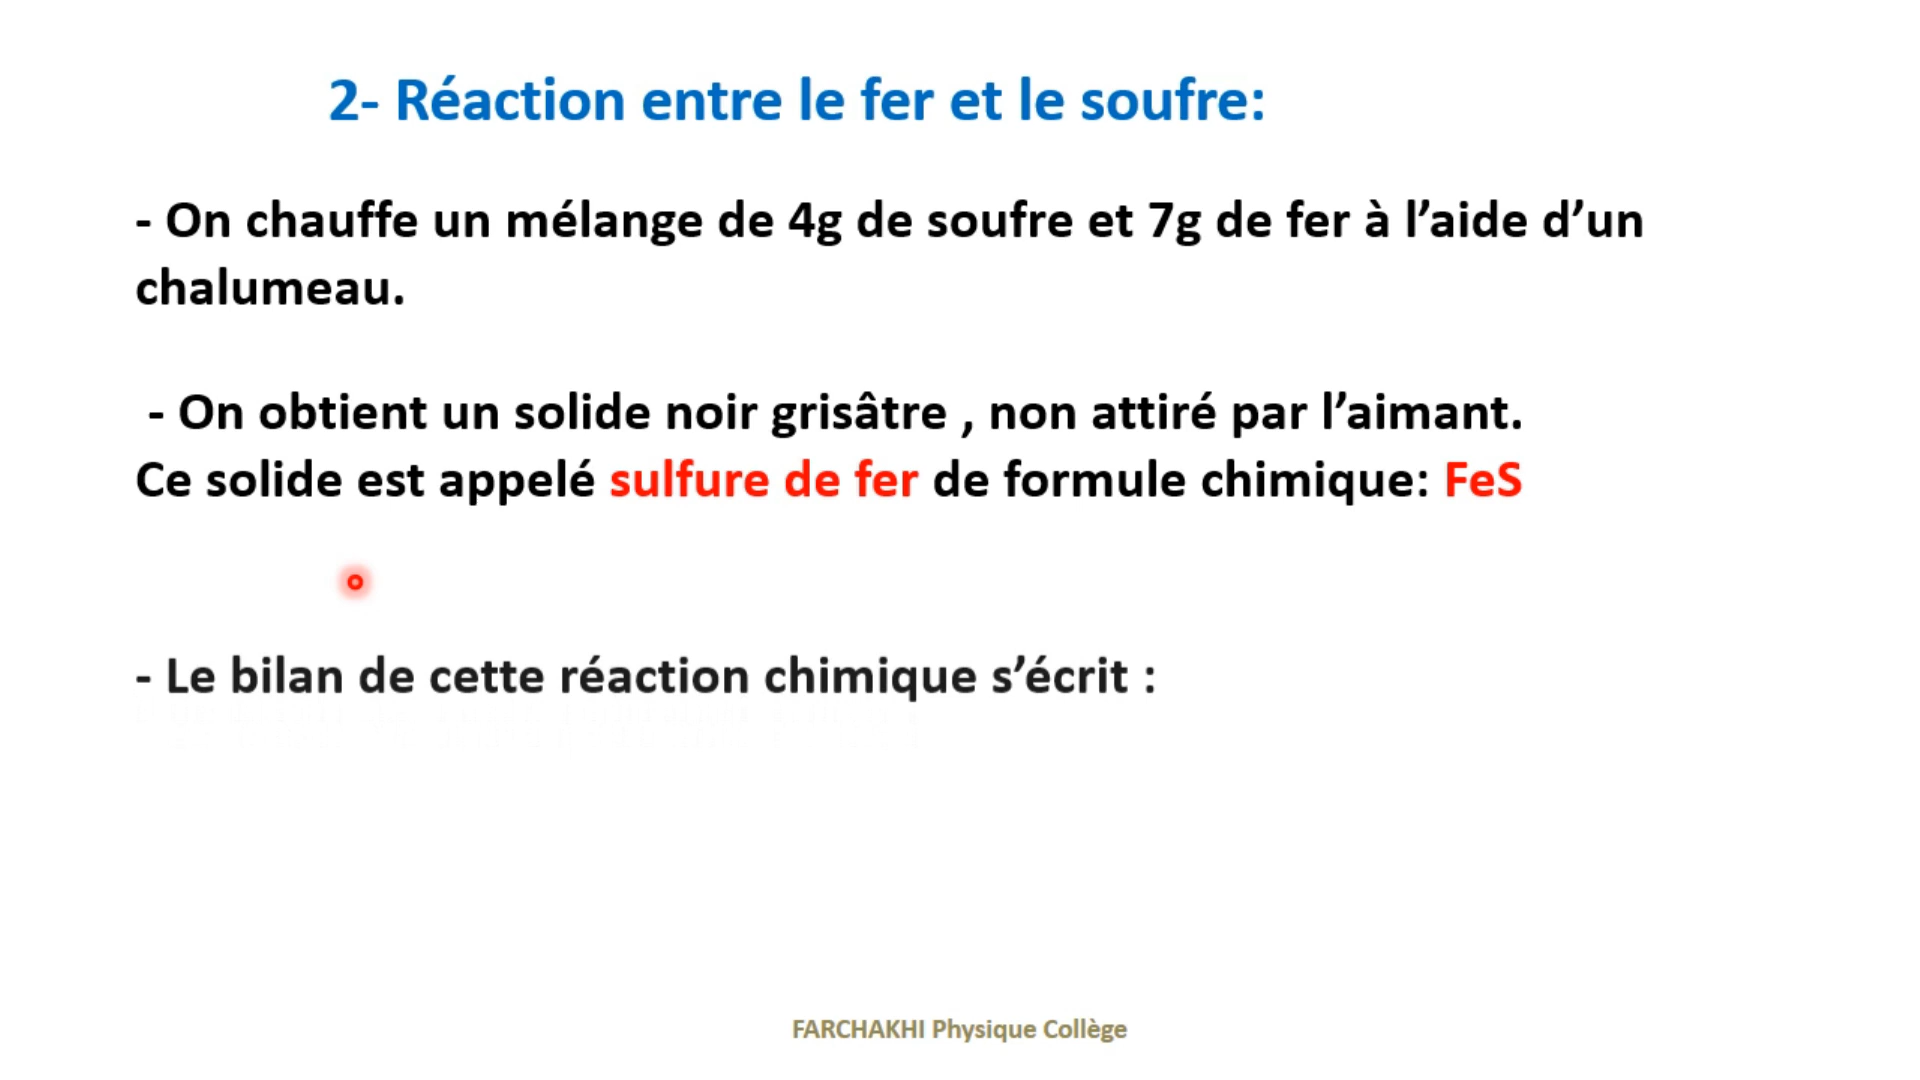 2- Réaction entre le fer et le soufre:
- On chauffe un mélange de 4g de soufre et 7g de fer à l’aide d’un
chalumeau.
- On obtient un solide noir grisâtre , non attiré par l’aimant.
Ce solide est appelé sulfure de fer de formule chimique: FeS
- Le bilan de cette réaction chimique s’écrit :
FARCHAKHI Physique Collège